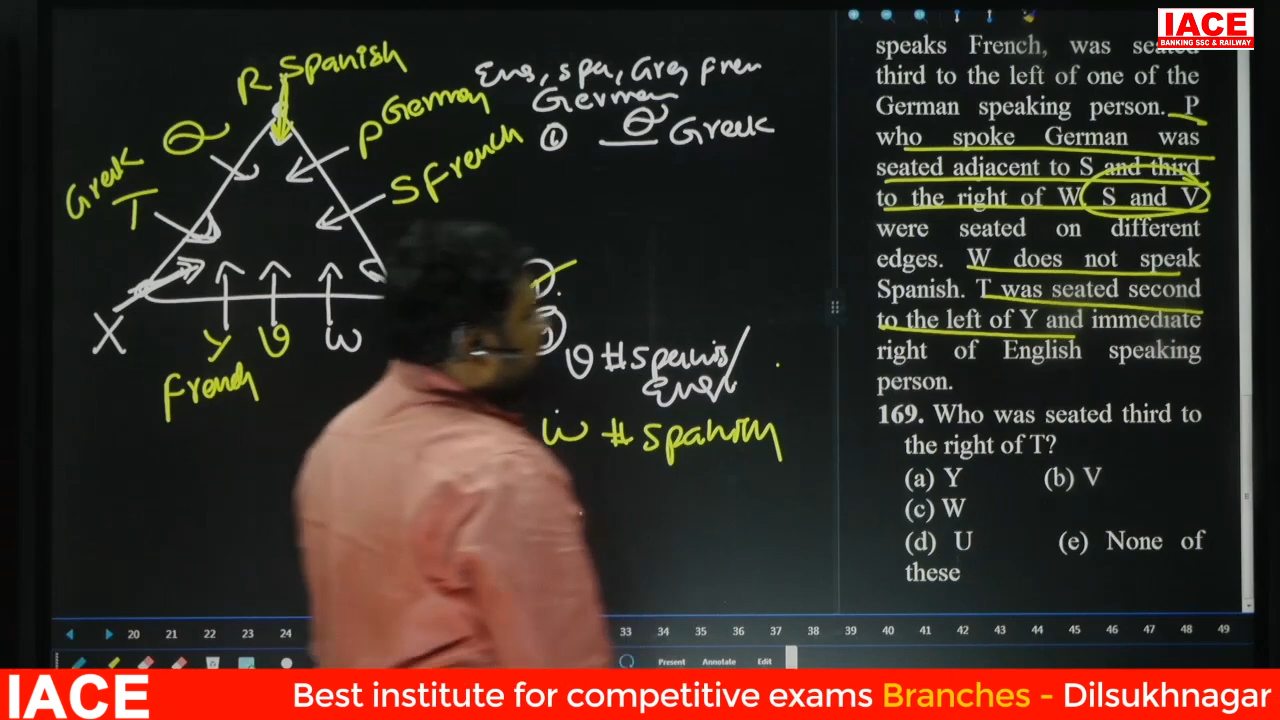 IACE
BANKING SSC & RAILWAY
speaks French, was seated
third to the left of one of the
German speaking person. P
who spoke German was
seated adjacent to S and third
to the right of W S and V
were seated on different
edges. W does not speak
Spanish. T was seated second
to the left of Y and immediate
right of English speaking
person.
169. Who was seated third to
the right of T?
(a) Y (b) V
(c) W
(d) U (e) None of
these
R Spanish
P German
S French
Greek
T
X
Y
French
W
Eng, spa, Gre, fren
German
Greek
W # spanish
20 21 22 23 24 33 34 35 36 37 38 39 40 41 42 43 44 45 46 47 48 49
Present Annotate Edit
IACE Best institute for competitive exams Branches - Dilsukhnagar